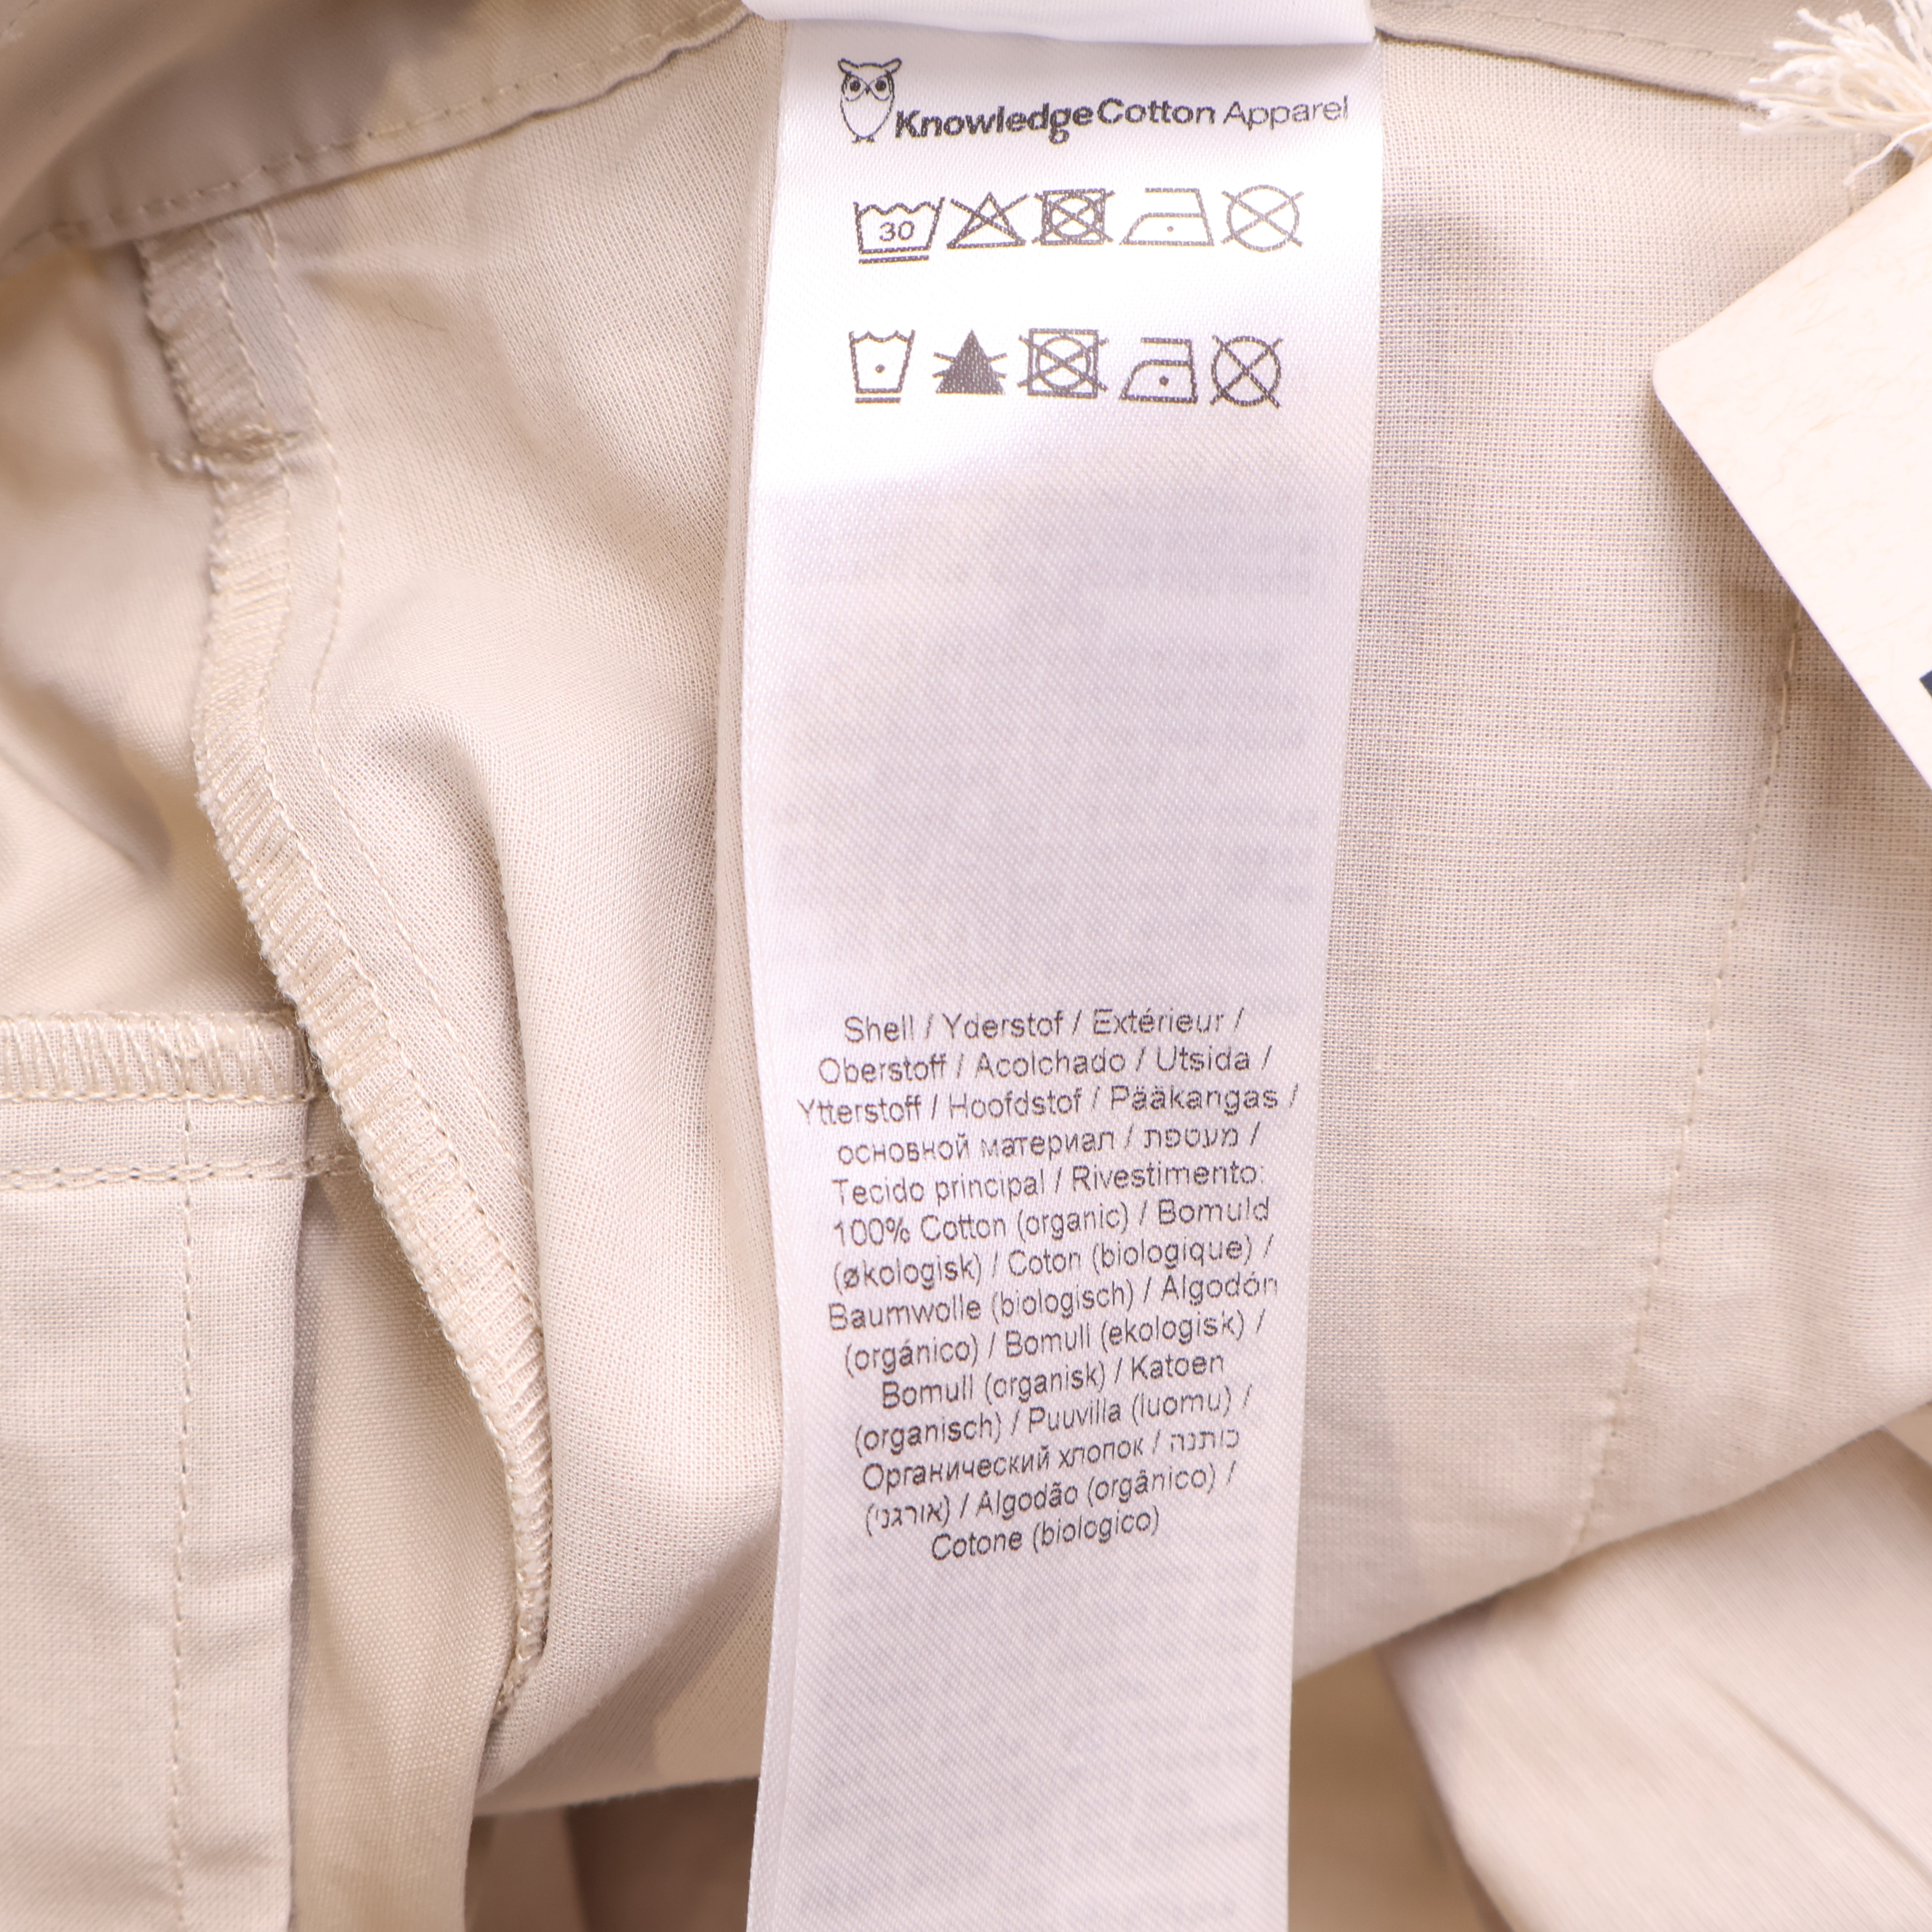 KnowledgeCotton Apparel
30
Shell / Yderstof / Extérieur /
Oberstoff / Acolchado / Utsida /
Ytterstoff / Hoofdstof / Pääkangas /
основной материал / מעטפת /
Tecido principal / Rivestimento:
100% Cotton (organic) / Bomuld
(økologisk) / Coton (biologique) /
Baumwolle (biologisch) / Algodón
(orgánico) / Bomull (ekologisk) /
Bomull (organisk) / Katoen
(organisch) / Puuvilla (luomu) /
Органический хлопок / כותנה
(אורגני) / Algodão (orgânico) /
Cotone (biologico)